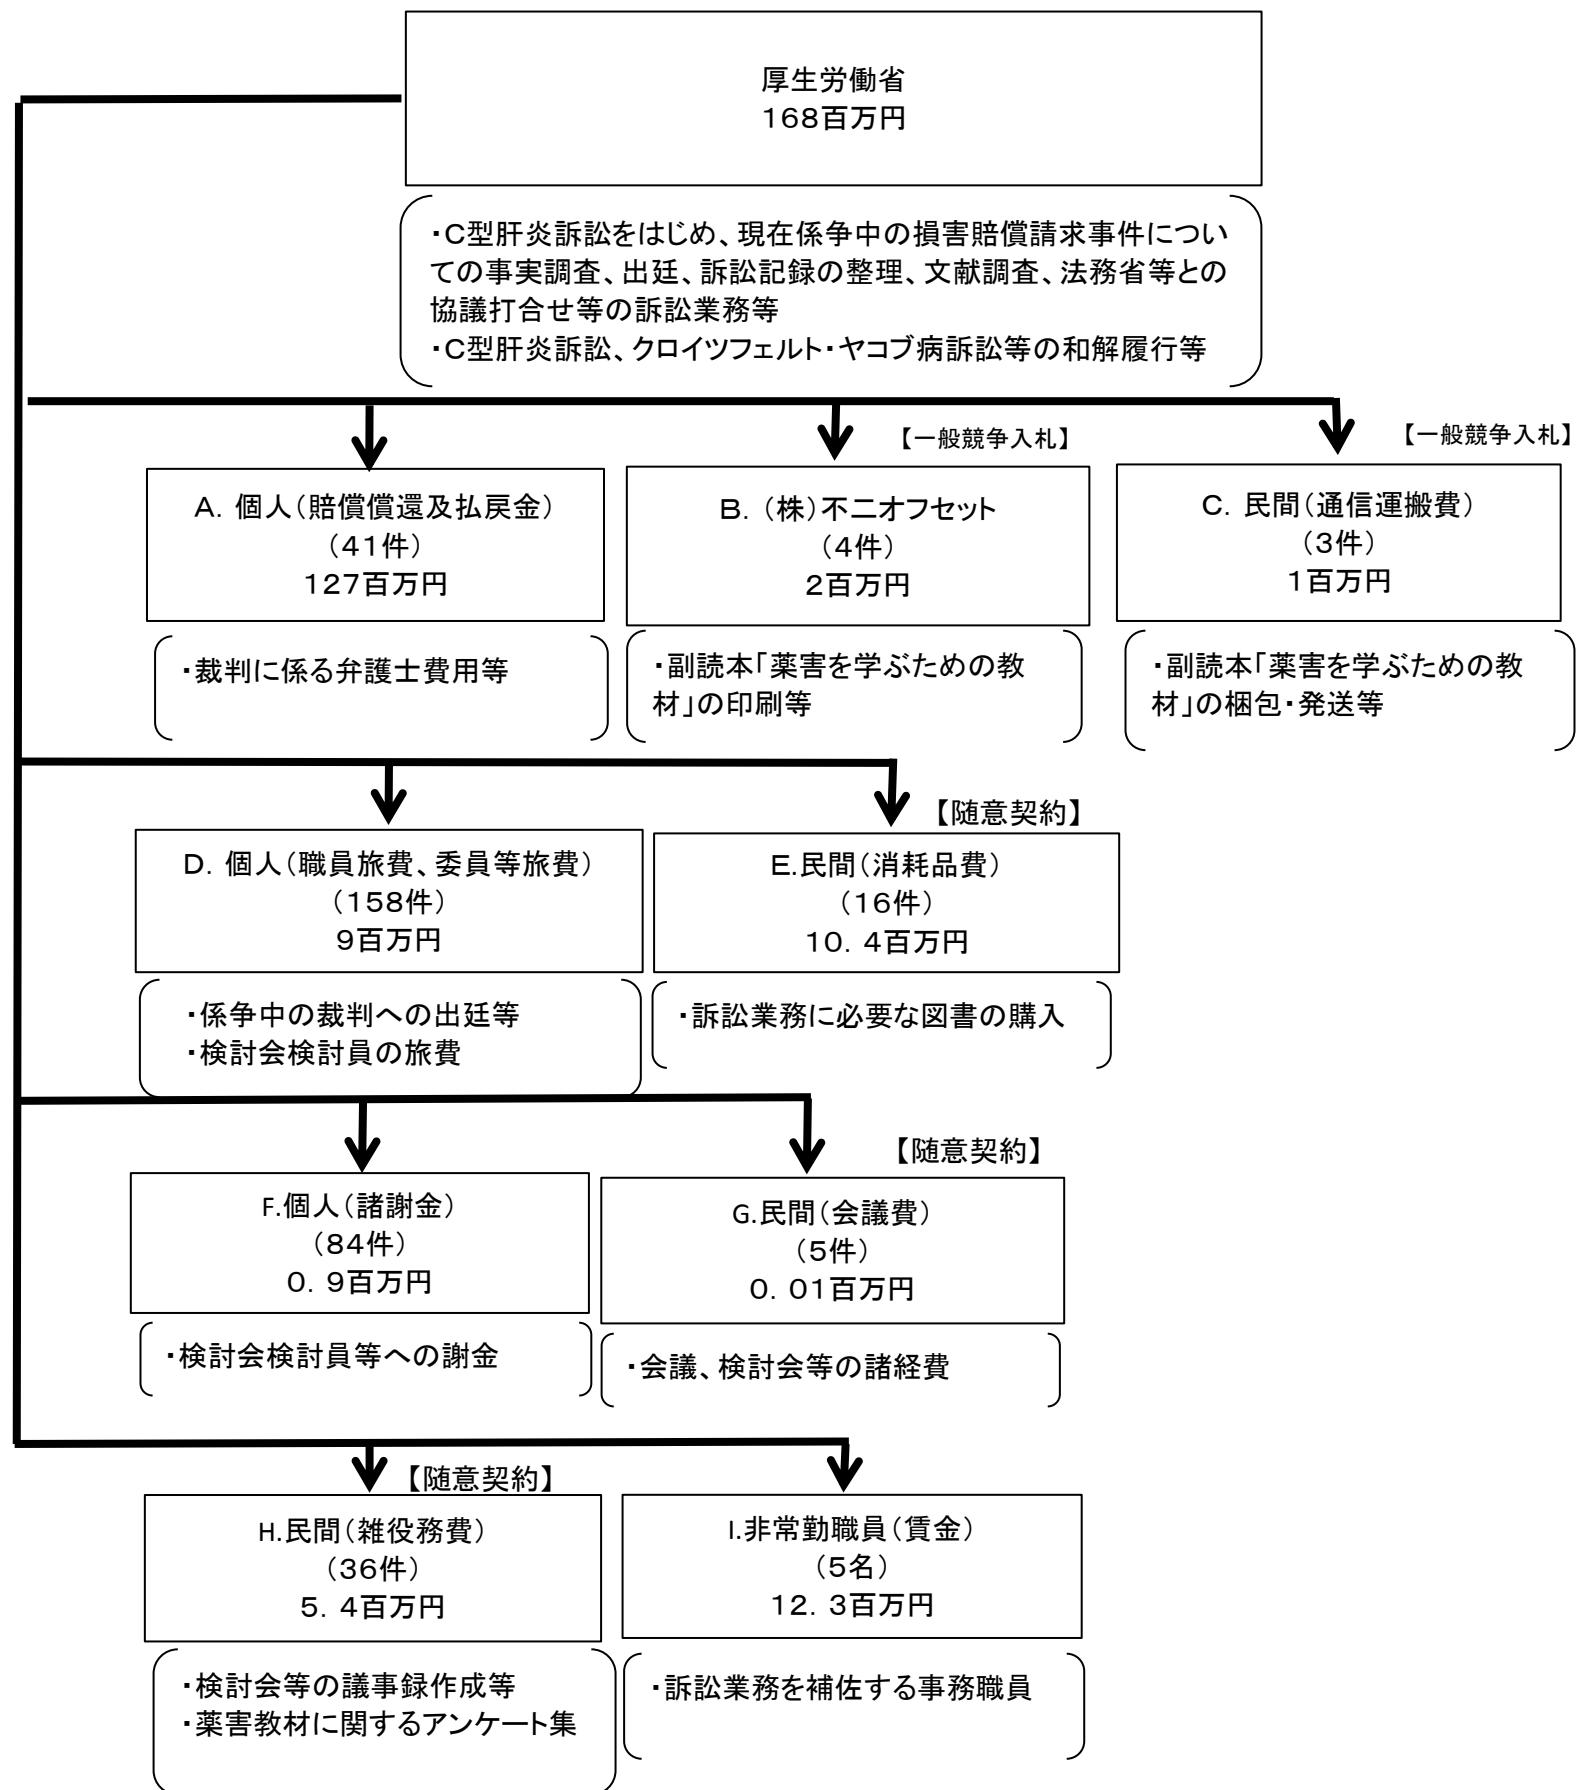 厚生労働省
168百万円
・C型肝炎訴訟をはじめ、現在係争中の損害賠償請求事件につい
ての事実調査、出廷、訴訟記録の整理、文献調査、法務省等との
協議打合せ等の訴訟業務等
・C型肝炎訴訟、クロイツフェルト・ヤコブ病訴訟等の和解履行等
【一般競争入札】
【一般競争入札】
A. 個人(賠償償還及払戻金)
(41件)
127百万円
B. (株)不二オフセット
(4件)
2百万円
C. 民間(通信運搬費)
(3件)
1百万円
・裁判に係る弁護士費用等
・副読本「薬害を学ぶための教
材」の印刷等
・副読本「薬害を学ぶための教
材」の梱包・発送等
【随意契約】
D. 個人(職員旅費、委員等旅費)
(158件)
9百万円
E.民間(消耗品費)
(16件)
10. 4百万円
・係争中の裁判への出廷等
・検討会検討員の旅費
・訴訟業務に必要な図書の購入
【随意契約】
F.個人(諸謝金)
(84件)
0. 9百万円
G.民間(会議費)
(5件)
0. 01百万円
・検討会検討員等への謝金
・会議、検討会等の諸経費
【随意契約】
H.民間(雑役務費)
(36件)
5. 4百万円
I.非常勤職員(賃金)
(5名)
12. 3百万円
・検討会等の議事録作成等
・薬害教材に関するアンケート集
・訴訟業務を補佐する事務職員